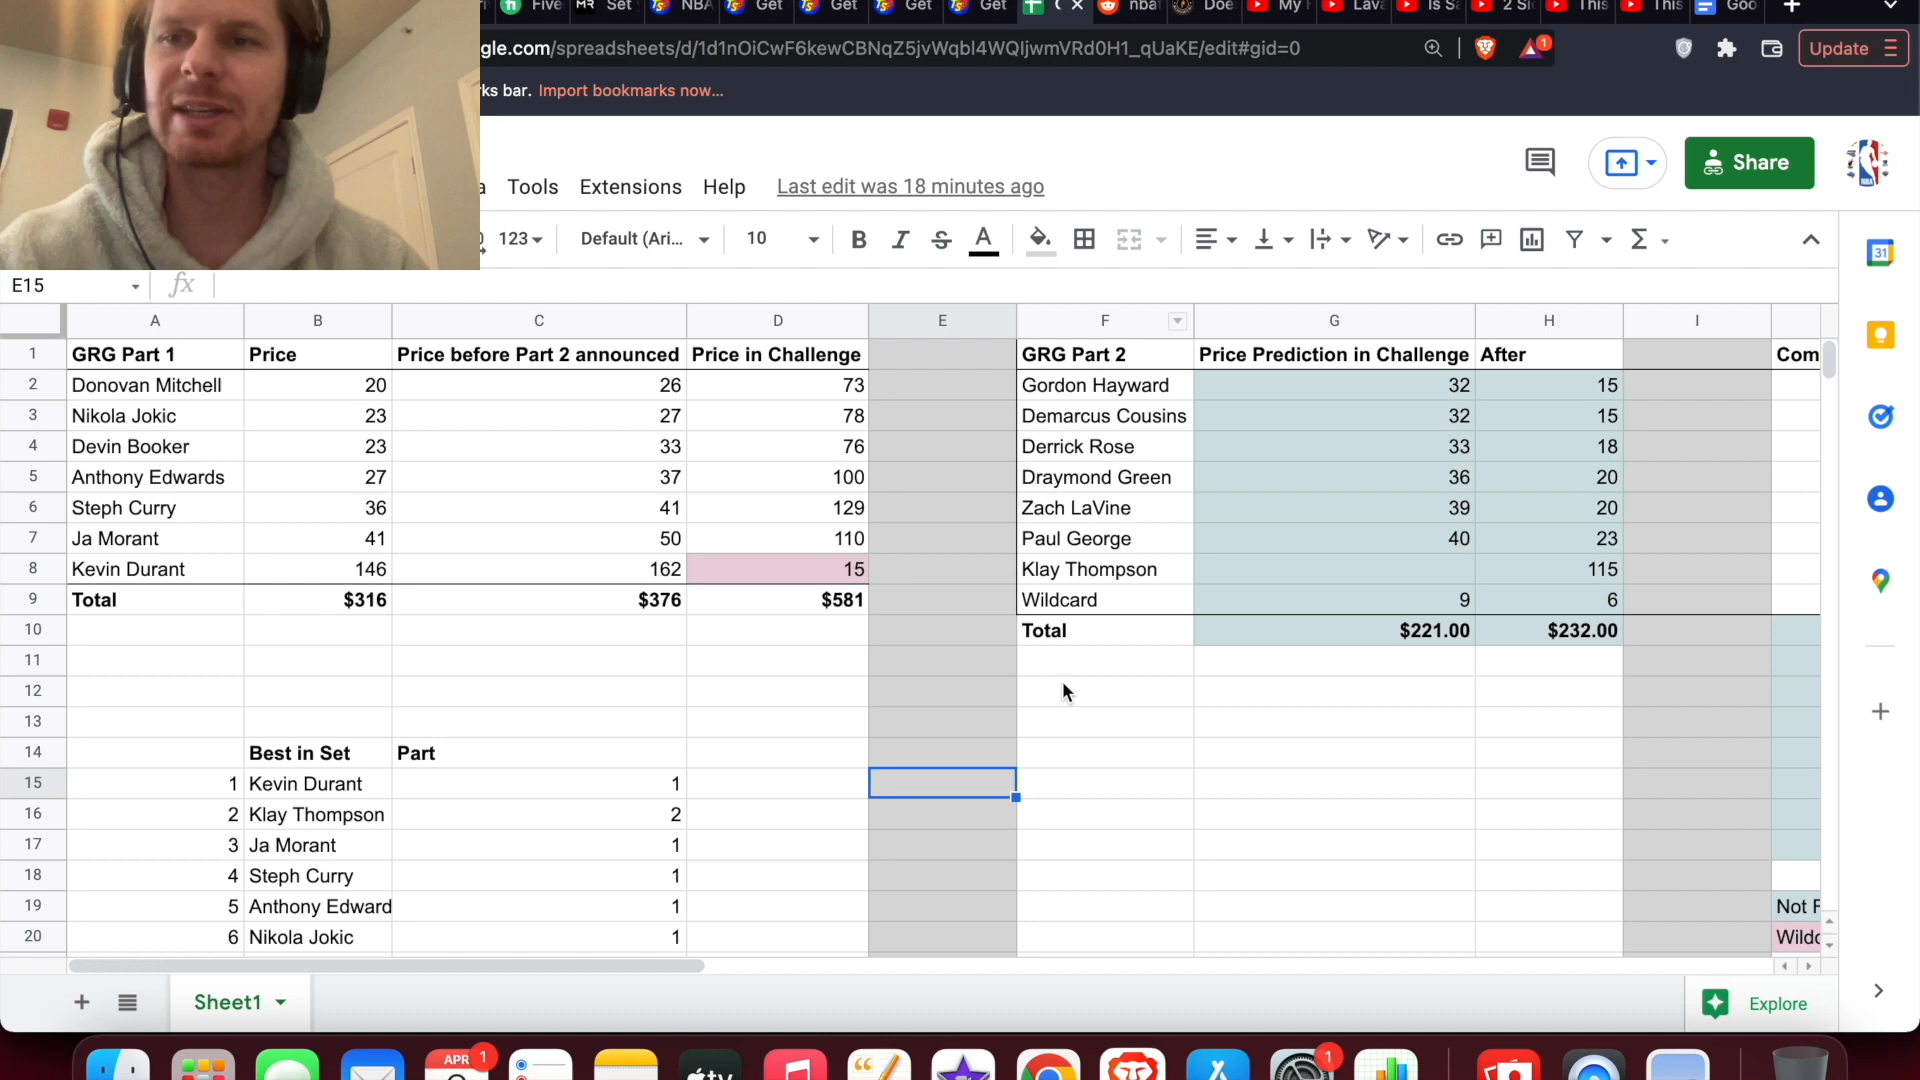 Five
MR Set
NBA
Get
Get
Get
Get
nba
Doe
My
Lava
Is S
2 Si
This
This
Goo
gle.com/spreadsheets/d/1d1nOiCwF6kewCBNqZ5jvWqbI4WQIjwmVRd0H1_qUaKE/edit#gid=0
1
Update
ks bar. Import bookmarks now...
a Tools Extensions Help Last edit was 18 minutes ago
Share
123 Default (Ari... 10 B I S A
31
E15 fx
A B C D E F G H I
1 GRG Part 1 Price Price before Part 2 announced Price in Challenge GRG Part 2 Price Prediction in Challenge After Com
2 Donovan Mitchell 20 26 73 Gordon Hayward 32 15
3 Nikola Jokic 23 27 78 Demarcus Cousins 32 15
4 Devin Booker 23 33 76 Derrick Rose 33 18
5 Anthony Edwards 27 37 100 Draymond Green 36 20
6 Steph Curry 36 41 129 Zach LaVine 39 20
7 Ja Morant 41 50 110 Paul George 40 23
8 Kevin Durant 146 162 15 Klay Thompson 115
9 Total $316 $376 $581 Wildcard 9 6
10 Total $221.00 $232.00
11
12
13
14 Best in Set Part
15 1 Kevin Durant 1
16 2 Klay Thompson 2
17 3 Ja Morant 1
18 4 Steph Curry 1
19 5 Anthony Edward 1 Not F
20 6 Nikola Jokic 1 Wildc
Sheet1
Explore
APR 1
tv
1